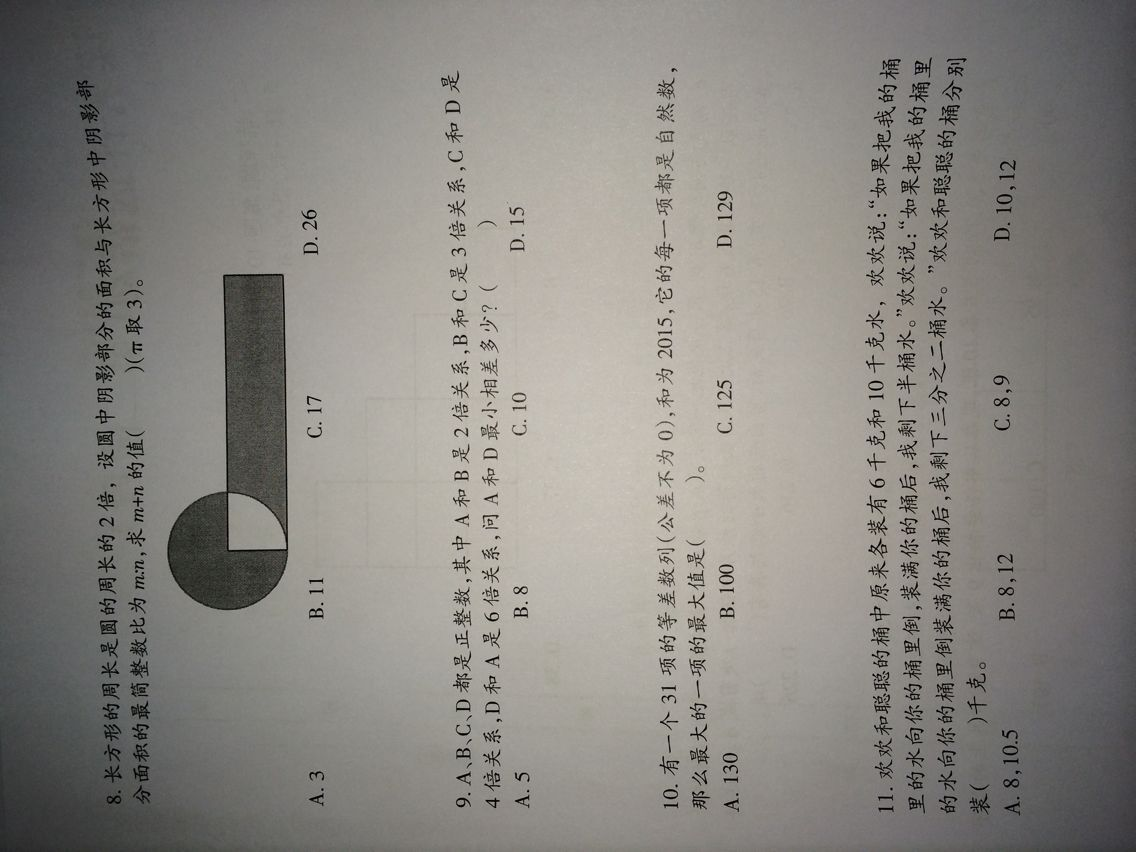 8. 长方形的周长是圆的周长的2倍，设圆中阴影部分的面积与长方形中阴影部
分面积的最简整数比为 m:n,求 m+n 的值(　　)(π取3)。
A. 3　B. 11　C. 17　D. 26
9. A、B、C、D都是正整数,其中A和B是2倍关系,B和C是3倍关系,C和D是
4倍关系,D和A是6倍关系,问A和D最小相差多少？(　　)
A. 5　B. 8　C. 10　D. 15
10. 有一个31项的等差数列(公差不为0),和为2015,它的每一项都是自然数，
那么最大的一项的最大值是(　　)。
A. 130　B. 100　C. 125　D. 129
11. 欢欢和聪聪的桶中原来各装有6千克和10千克水，欢欢说：“如果把我的桶
里的水向你的桶里倒,装满你的桶后,我剩下半桶水。”欢欢说：“如果把我的桶里
的水向你的桶里倒装满你的桶后,我剩下三分之二桶水。”欢欢和聪聪的桶分别
装(　　)千克。
A. 8,10.5　B. 8,12　C. 8,9　D. 10,12